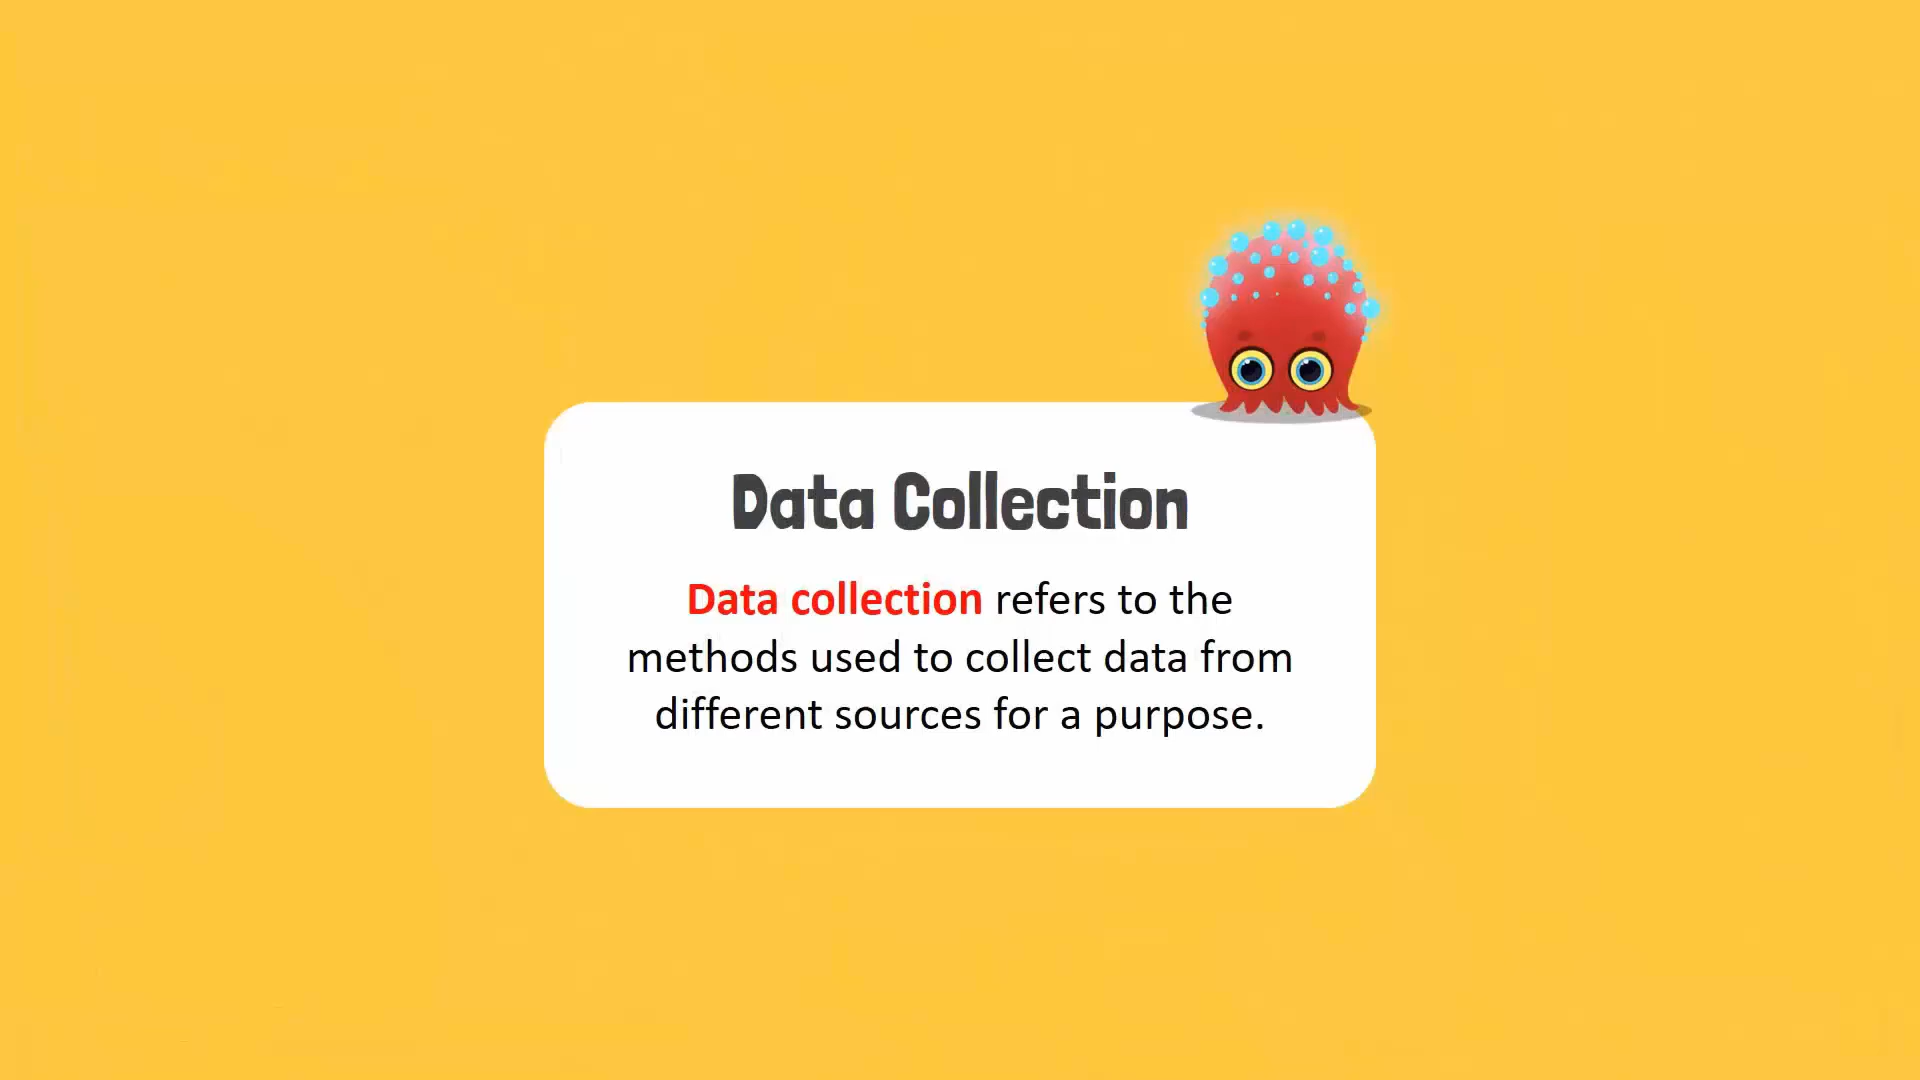 Data Collection
Data collection refers to the
methods used to collect data from
different sources for a purpose.